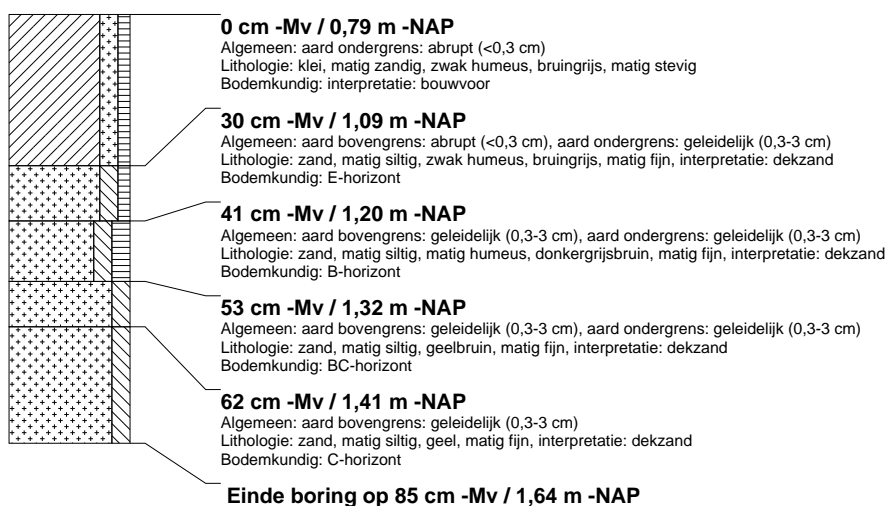 0 cm -Mv / 0,79 m -NAP
Algemeen: aard ondergrens: abrupt (<0,3 cm)
Lithologie: klei, matig zandig, zwak humeus, bruingrijs, matig stevig
Bodemkundig: interpretatie: bouwvoor
30 cm -Mv / 1,09 m -NAP
Algemeen: aard bovengrens: abrupt (<0,3 cm), aard ondergrens: geleidelijk (0,3-3 cm)
Lithologie: zand, matig siltig, zwak humeus, bruingrijs, matig fijn, interpretatie: dekzand
Bodemkundig: E-horizont
41 cm -Mv / 1,20 m -NAP
Algemeen: aard bovengrens: geleidelijk (0,3-3 cm), aard ondergrens: geleidelijk (0,3-3 cm)
Lithologie: zand, matig siltig, matig humeus, donkergrijsbruin, matig fijn, interpretatie: dekzand
Bodemkundig: B-horizont
53 cm -Mv / 1,32 m -NAP
Algemeen: aard bovengrens: geleidelijk (0,3-3 cm), aard ondergrens: geleidelijk (0,3-3 cm)
Lithologie: zand, matig siltig, geelbruin, matig fijn, interpretatie: dekzand
Bodemkundig: BC-horizont
62 cm -Mv / 1,41 m -NAP
Algemeen: aard bovengrens: geleidelijk (0,3-3 cm)
Lithologie: zand, matig siltig, geel, matig fijn, interpretatie: dekzand
Bodemkundig: C-horizont
Einde boring op 85 cm -Mv / 1,64 m -NAP